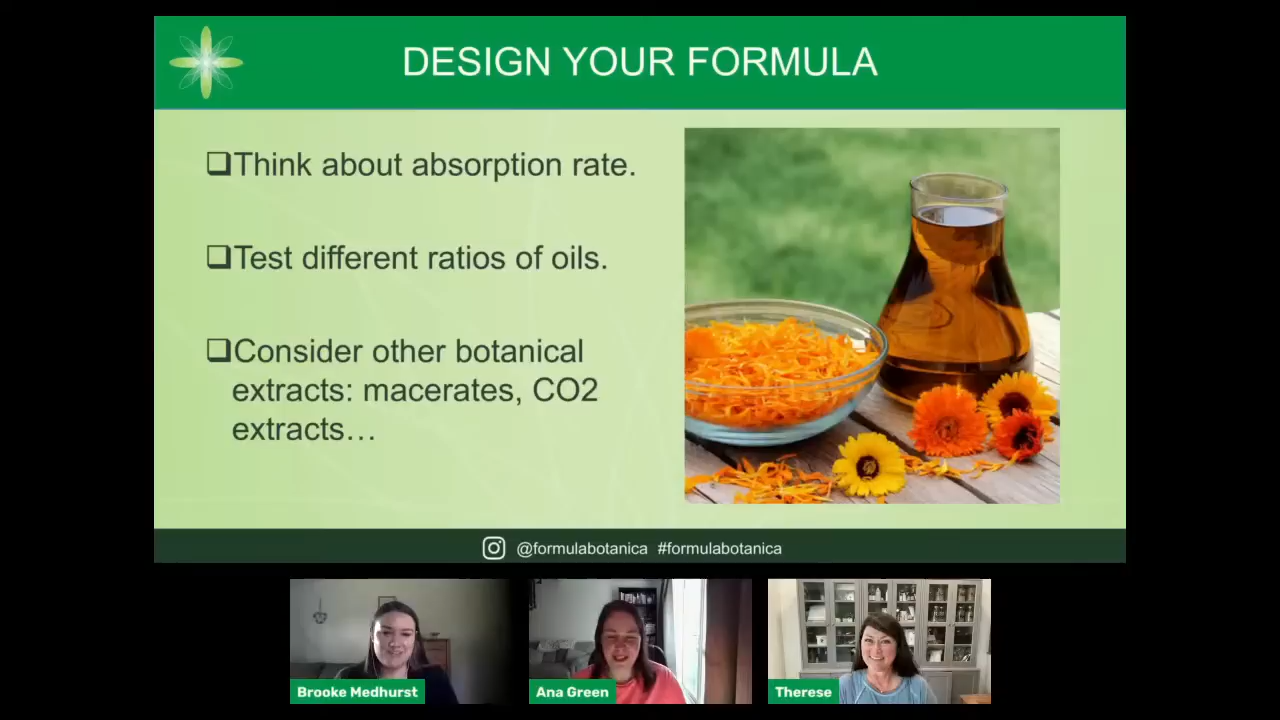 DESIGN YOUR FORMULA
❑Think about absorption rate.
❑Test different ratios of oils.
❑Consider other botanical
extracts: macerates, CO2
extracts…
@formulabotanica #formulabotanica
Brooke Medhurst
Ana Green
Therese